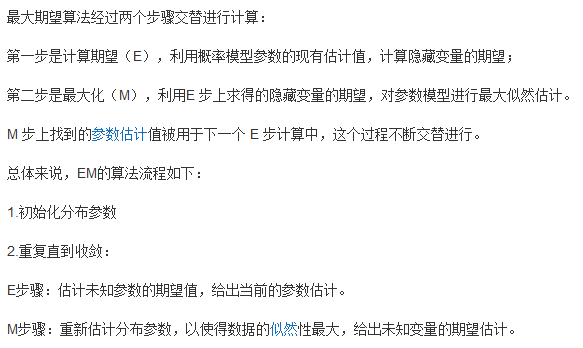 最大期望算法经过两个步骤交替进行计算：
第一步是计算期望（E），利用概率模型参数的现有估计值，计算隐藏变量的期望；
第二步是最大化（M），利用E 步上求得的隐藏变量的期望，对参数模型进行最大似然估计。
M 步上找到的参数估计值被用于下一个 E 步计算中，这个过程不断交替进行。
总体来说，EM的算法流程如下：
1.初始化分布参数
2.重复直到收敛：
E步骤：估计未知参数的期望值，给出当前的参数估计。
M步骤：重新估计分布参数，以使得数据的似然性最大，给出未知变量的期望估计。